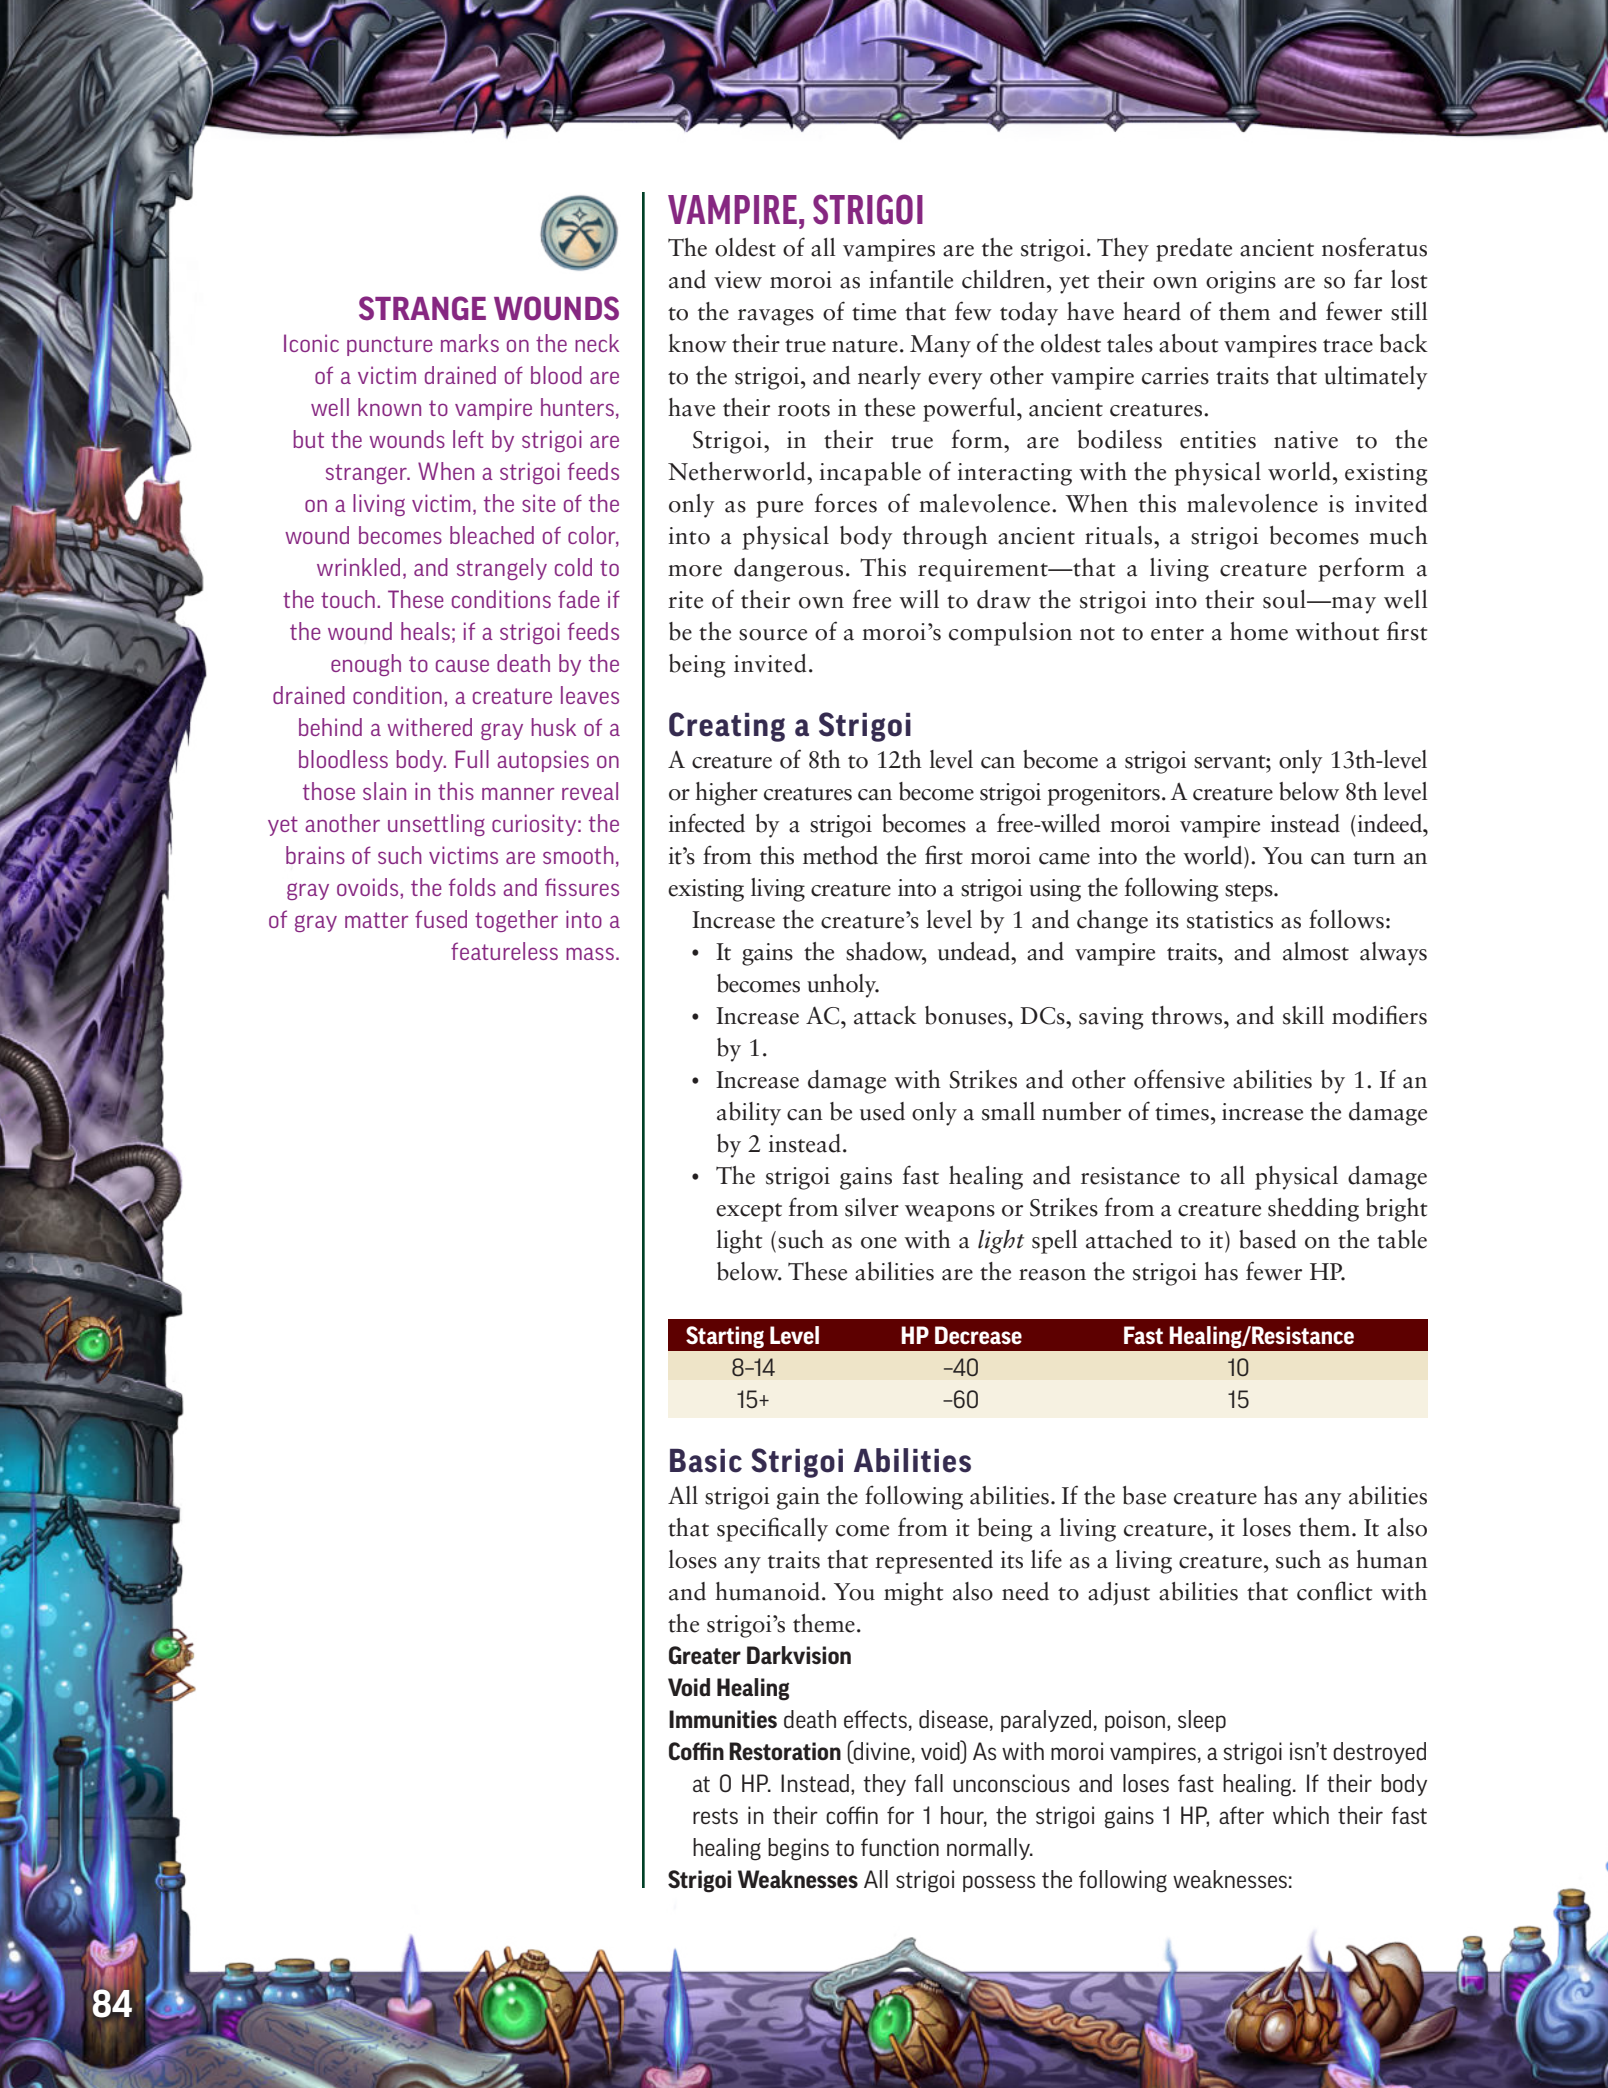 STRANGE WOUNDS
Iconic puncture marks on the neck
of a victim drained of blood are
well known to vampire hunters,
but the wounds left by strigoi are
stranger. When a strigoi feeds
on a living victim, the site of the
wound becomes bleached of color,
wrinkled, and strangely cold to
the touch. These conditions fade if
the wound heals; if a strigoi feeds
enough to cause death by the
drained condition, a creature leaves
behind a withered gray husk of a
bloodless body. Full autopsies on
those slain in this manner reveal
yet another unsettling curiosity: the
brains of such victims are smooth,
gray ovoids, the folds and fissures
of gray matter fused together into a
featureless mass.
VAMPIRE, STRIGOI
The oldest of all vampires are the strigoi. They predate ancient nosferatus
and view moroi as infantile children, yet their own origins are so far lost
to the ravages of time that few today have heard of them and fewer still
know their true nature. Many of the oldest tales about vampires trace back
to the strigoi, and nearly every other vampire carries traits that ultimately
have their roots in these powerful, ancient creatures.
Strigoi, in their true form, are bodiless entities native to the
Netherworld, incapable of interacting with the physical world, existing
only as pure forces of malevolence. When this malevolence is invited
into a physical body through ancient rituals, a strigoi becomes much
more dangerous. This requirement—that a living creature perform a
rite of their own free will to draw the strigoi into their soul—may well
be the source of a moroi’s compulsion not to enter a home without first
being invited.
Creating a Strigoi
A creature of 8th to 12th level can become a strigoi servant; only 13th-level
or higher creatures can become strigoi progenitors. A creature below 8th level
infected by a strigoi becomes a free-willed moroi vampire instead (indeed,
it’s from this method the first moroi came into the world). You can turn an
existing living creature into a strigoi using the following steps.
Increase the creature’s level by 1 and change its statistics as follows:
• It gains the shadow, undead, and vampire traits, and almost always
becomes unholy.
• Increase AC, attack bonuses, DCs, saving throws, and skill modifiers
by 1.
• Increase damage with Strikes and other offensive abilities by 1. If an
ability can be used only a small number of times, increase the damage
by 2 instead.
• The strigoi gains fast healing and resistance to all physical damage
except from silver weapons or Strikes from a creature shedding bright
light (such as one with a light spell attached to it) based on the table
below. These abilities are the reason the strigoi has fewer HP.
Starting Level HP Decrease Fast Healing/Resistance
8–14 –40 10
15+ –60 15
Basic Strigoi Abilities
All strigoi gain the following abilities. If the base creature has any abilities
that specifically come from it being a living creature, it loses them. It also
loses any traits that represented its life as a living creature, such as human
and humanoid. You might also need to adjust abilities that conflict with
the strigoi’s theme.
Greater Darkvision
Void Healing
Immunities death effects, disease, paralyzed, poison, sleep
Coffin Restoration (divine, void) As with moroi vampires, a strigoi isn’t destroyed
at 0 HP. Instead, they fall unconscious and loses fast healing. If their body
rests in their coffin for 1 hour, the strigoi gains 1 HP, after which their fast
healing begins to function normally.
Strigoi Weaknesses All strigoi possess the following weaknesses:
84